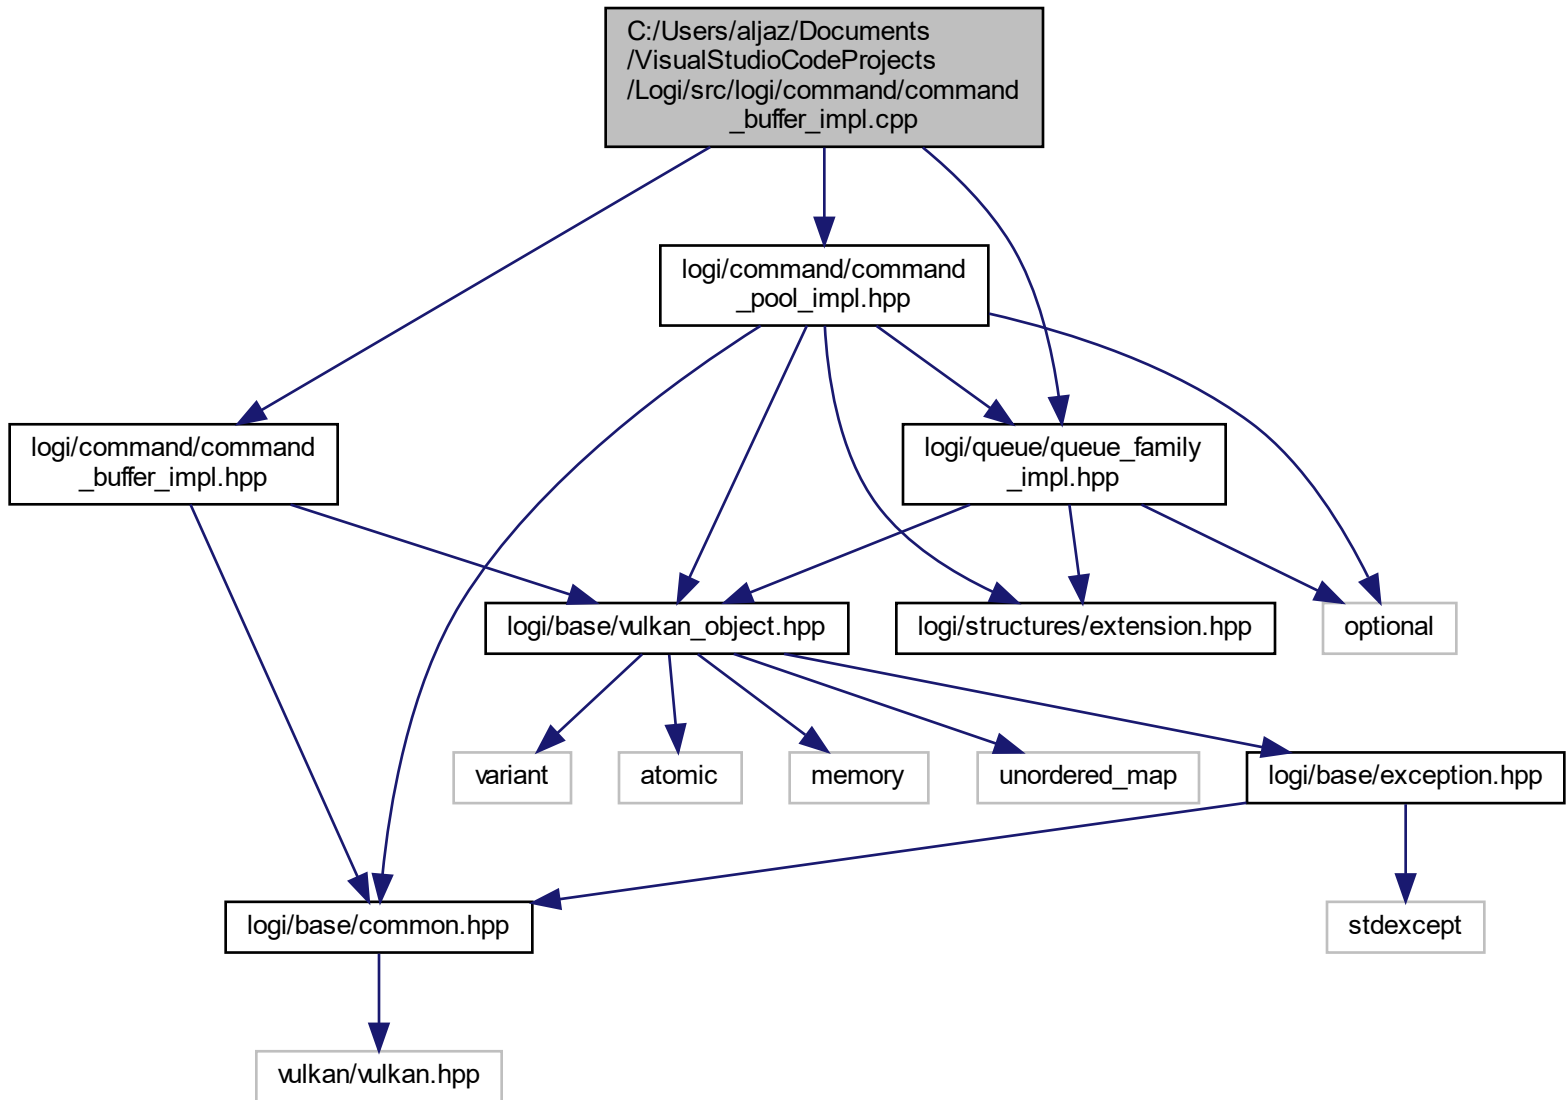 C:/Users/aljaz/Documents
/VisualStudioCodeProjects
/Logi/src/logi/command/command
_buffer_impl.cpp
logi/command/command
_pool_impl.hpp
logi/command/command
_buffer_impl.hpp
logi/queue/queue_family
_impl.hpp
logi/base/vulkan_object.hpp
logi/structures/extension.hpp
optional
variant
atomic
memory
unordered_map
logi/base/exception.hpp
logi/base/common.hpp
stdexcept
vulkan/vulkan.hpp